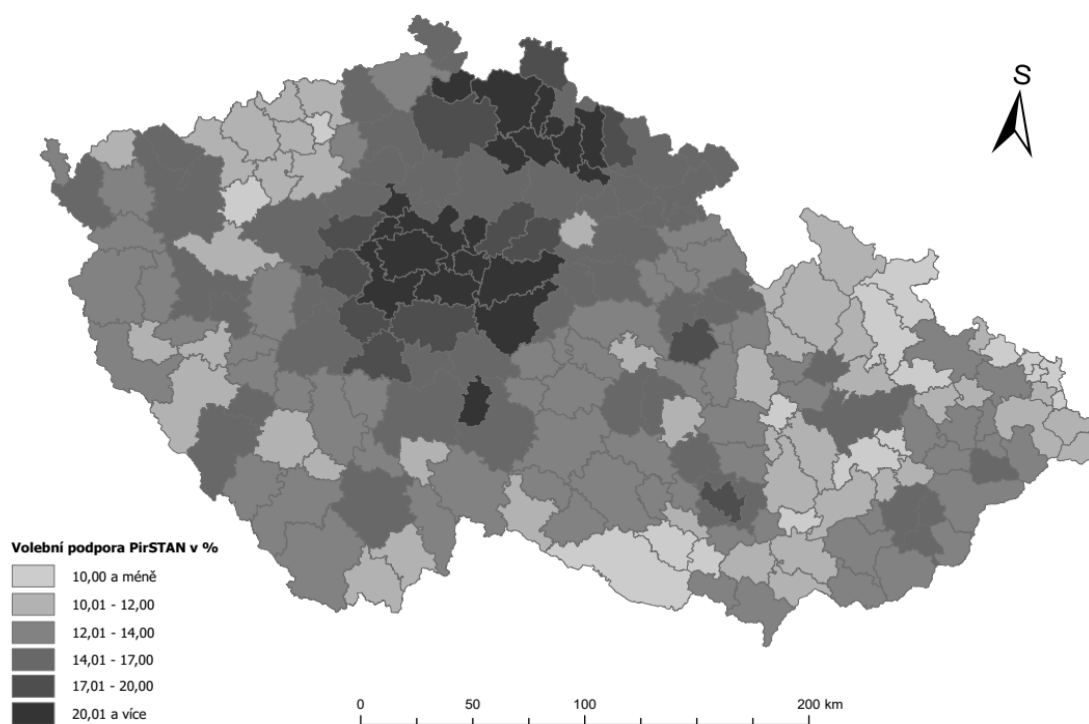 S
Volební podpora PirSTAN v %
10,00 a méně
10,01 - 12,00
12,01 - 14,00
14,01 - 17,00
17,01 - 20,00
20,01 a více
0 50 100 200 km